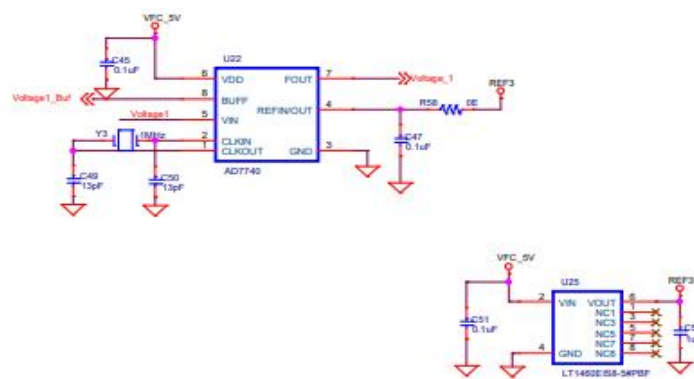 VFC_5V
C45
0.1uF
U22
6 VDD FOUT 7 Voltage_1
REF3
Voltage1_Buf 8 BUFF
REFIN/OUT 4 R58 0E
Voltage1 5 VIN
Y3 1MHz 2 CLKIN
1 CLKOUT GND 3
C47
0.1uF
AD7740
C49
13pF
C50
13pF
VFC_5V
U25
REF3
2 VIN VOUT 6
NC1 1
NC3 3
C51
0.1uF
NC5 5
NC7 7
4 GND NC8 8
LT1460EIS8-5#PBF